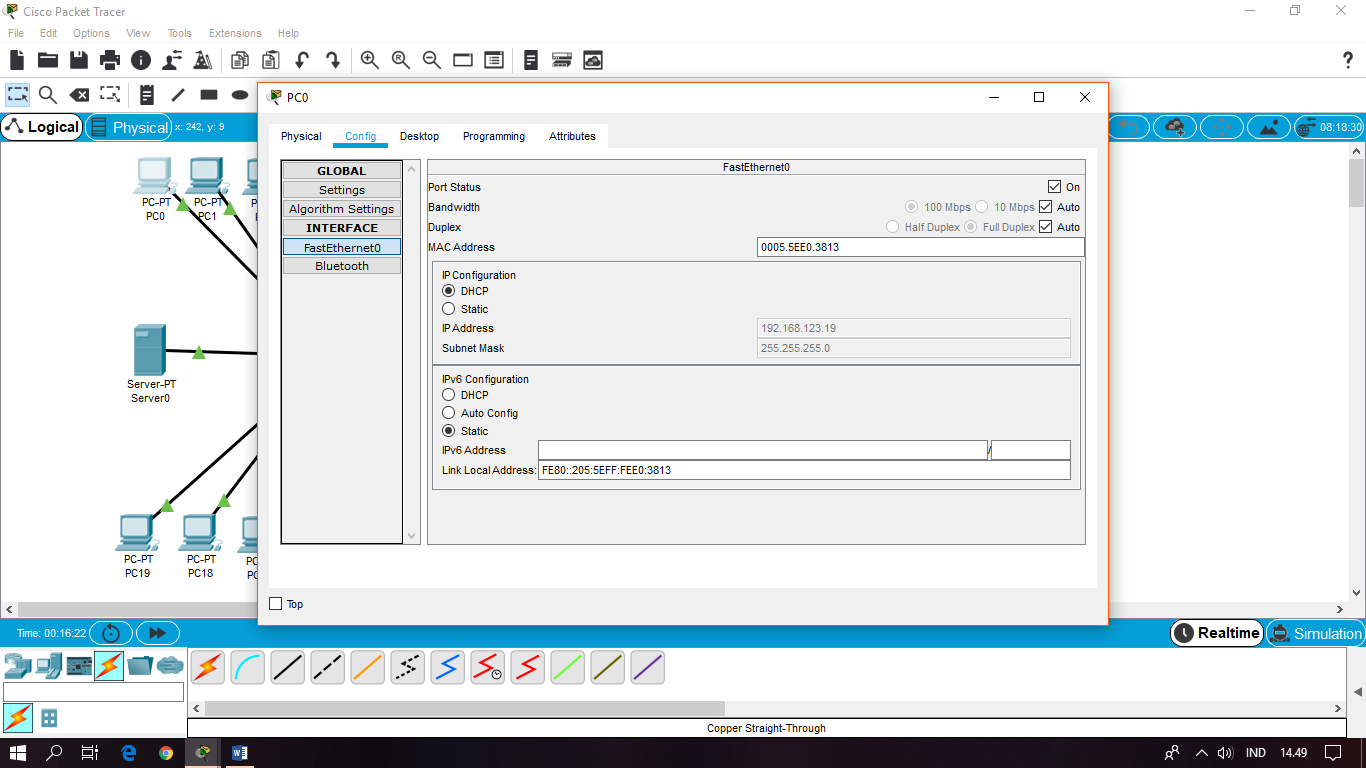 Cisco Packet Tracer
File Edit Options View Tools Extensions Help
PC0
Logical Physical x: 242, y: 9 08:18:30
Physical Config Desktop Programming Attributes
GLOBAL
Settings
Algorithm Settings
INTERFACE
FastEthernet0
Bluetooth
FastEthernet0
Port Status On
Bandwidth 100 Mbps 10 Mbps Auto
Duplex Half Duplex Full Duplex Auto
MAC Address 0005.5EE0.3813
IP Configuration
DHCP
Static
IP Address 192.168.123.19
Subnet Mask 255.255.255.0
IPv6 Configuration
DHCP
Auto Config
Static
IPv6 Address /
Link Local Address: FE80::205:5EFF:FEE0:3813
Top
PC-PT
PC0
PC-PT
PC1
Server-PT
Server0
PC-PT
PC19
PC-PT
PC18
Time: 00:16:22 Realtime Simulation
Copper Straight-Through
IND 14.49